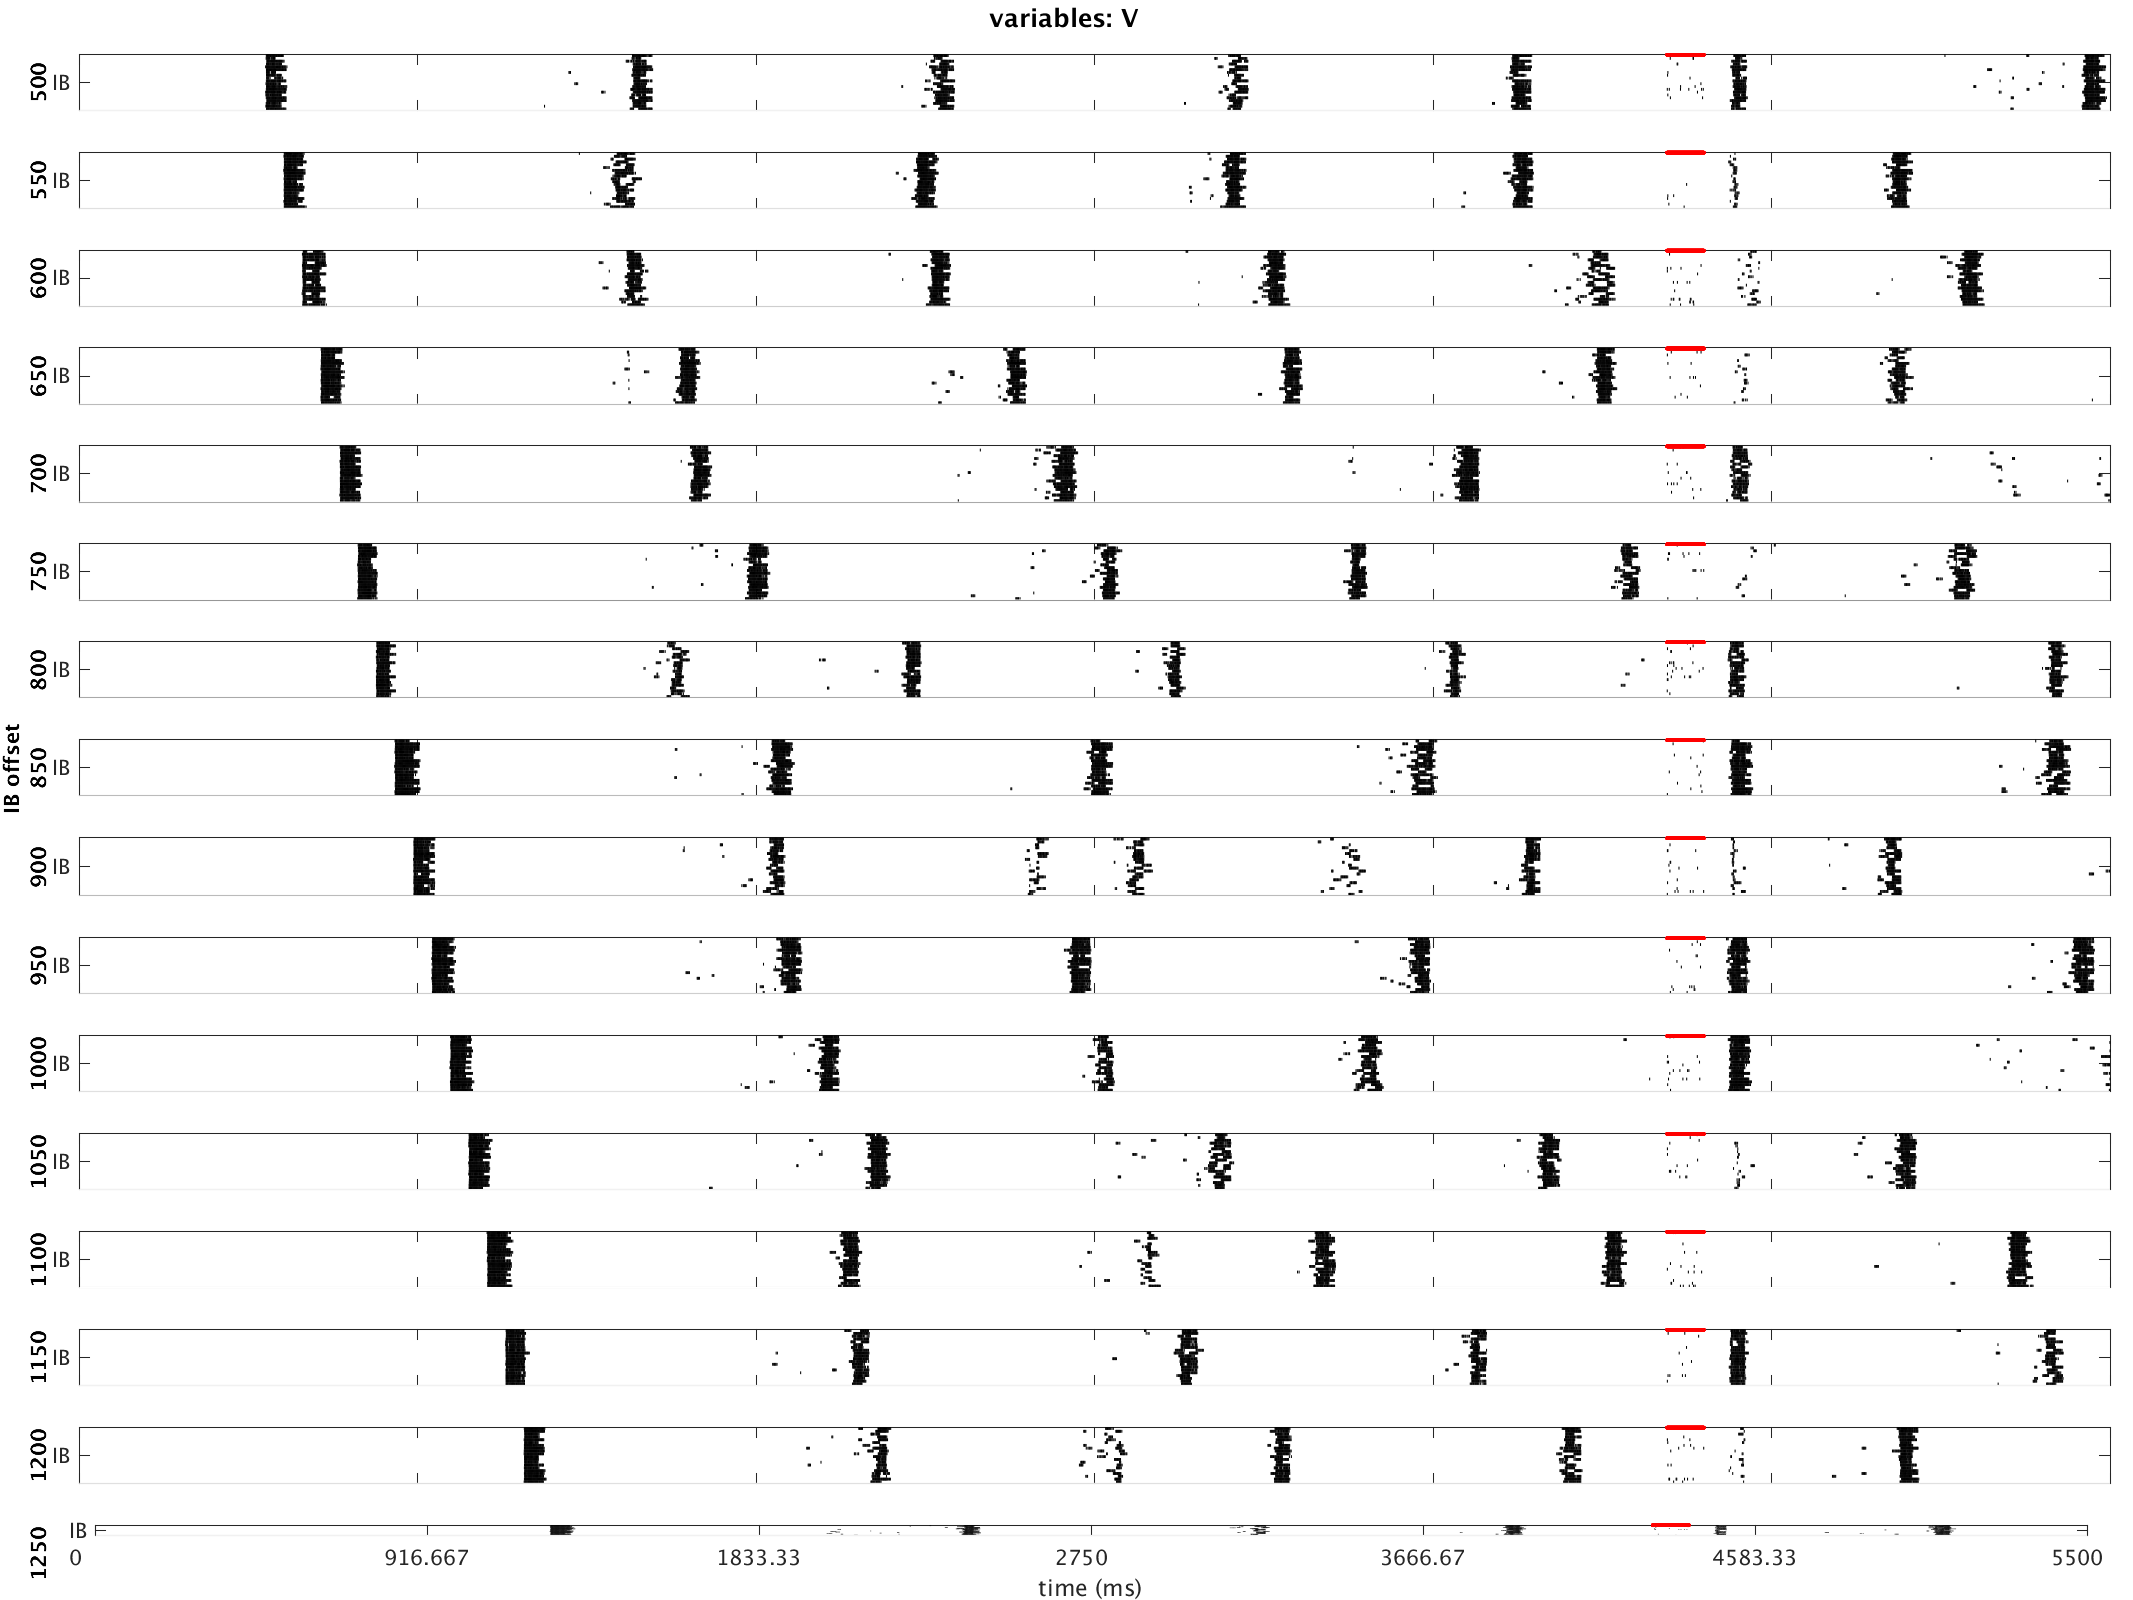 variables: V
500 IB
550 IB
600 IB
650 IB
700 IB
750 IB
800 IB
850 IB
900 IB
950 IB
1000 IB
1050 IB
1100 IB
1150 IB
1200 IB
1250 IB
IB offset
0 916.667 1833.33 2750 3666.67 4583.33 5500
time (ms)